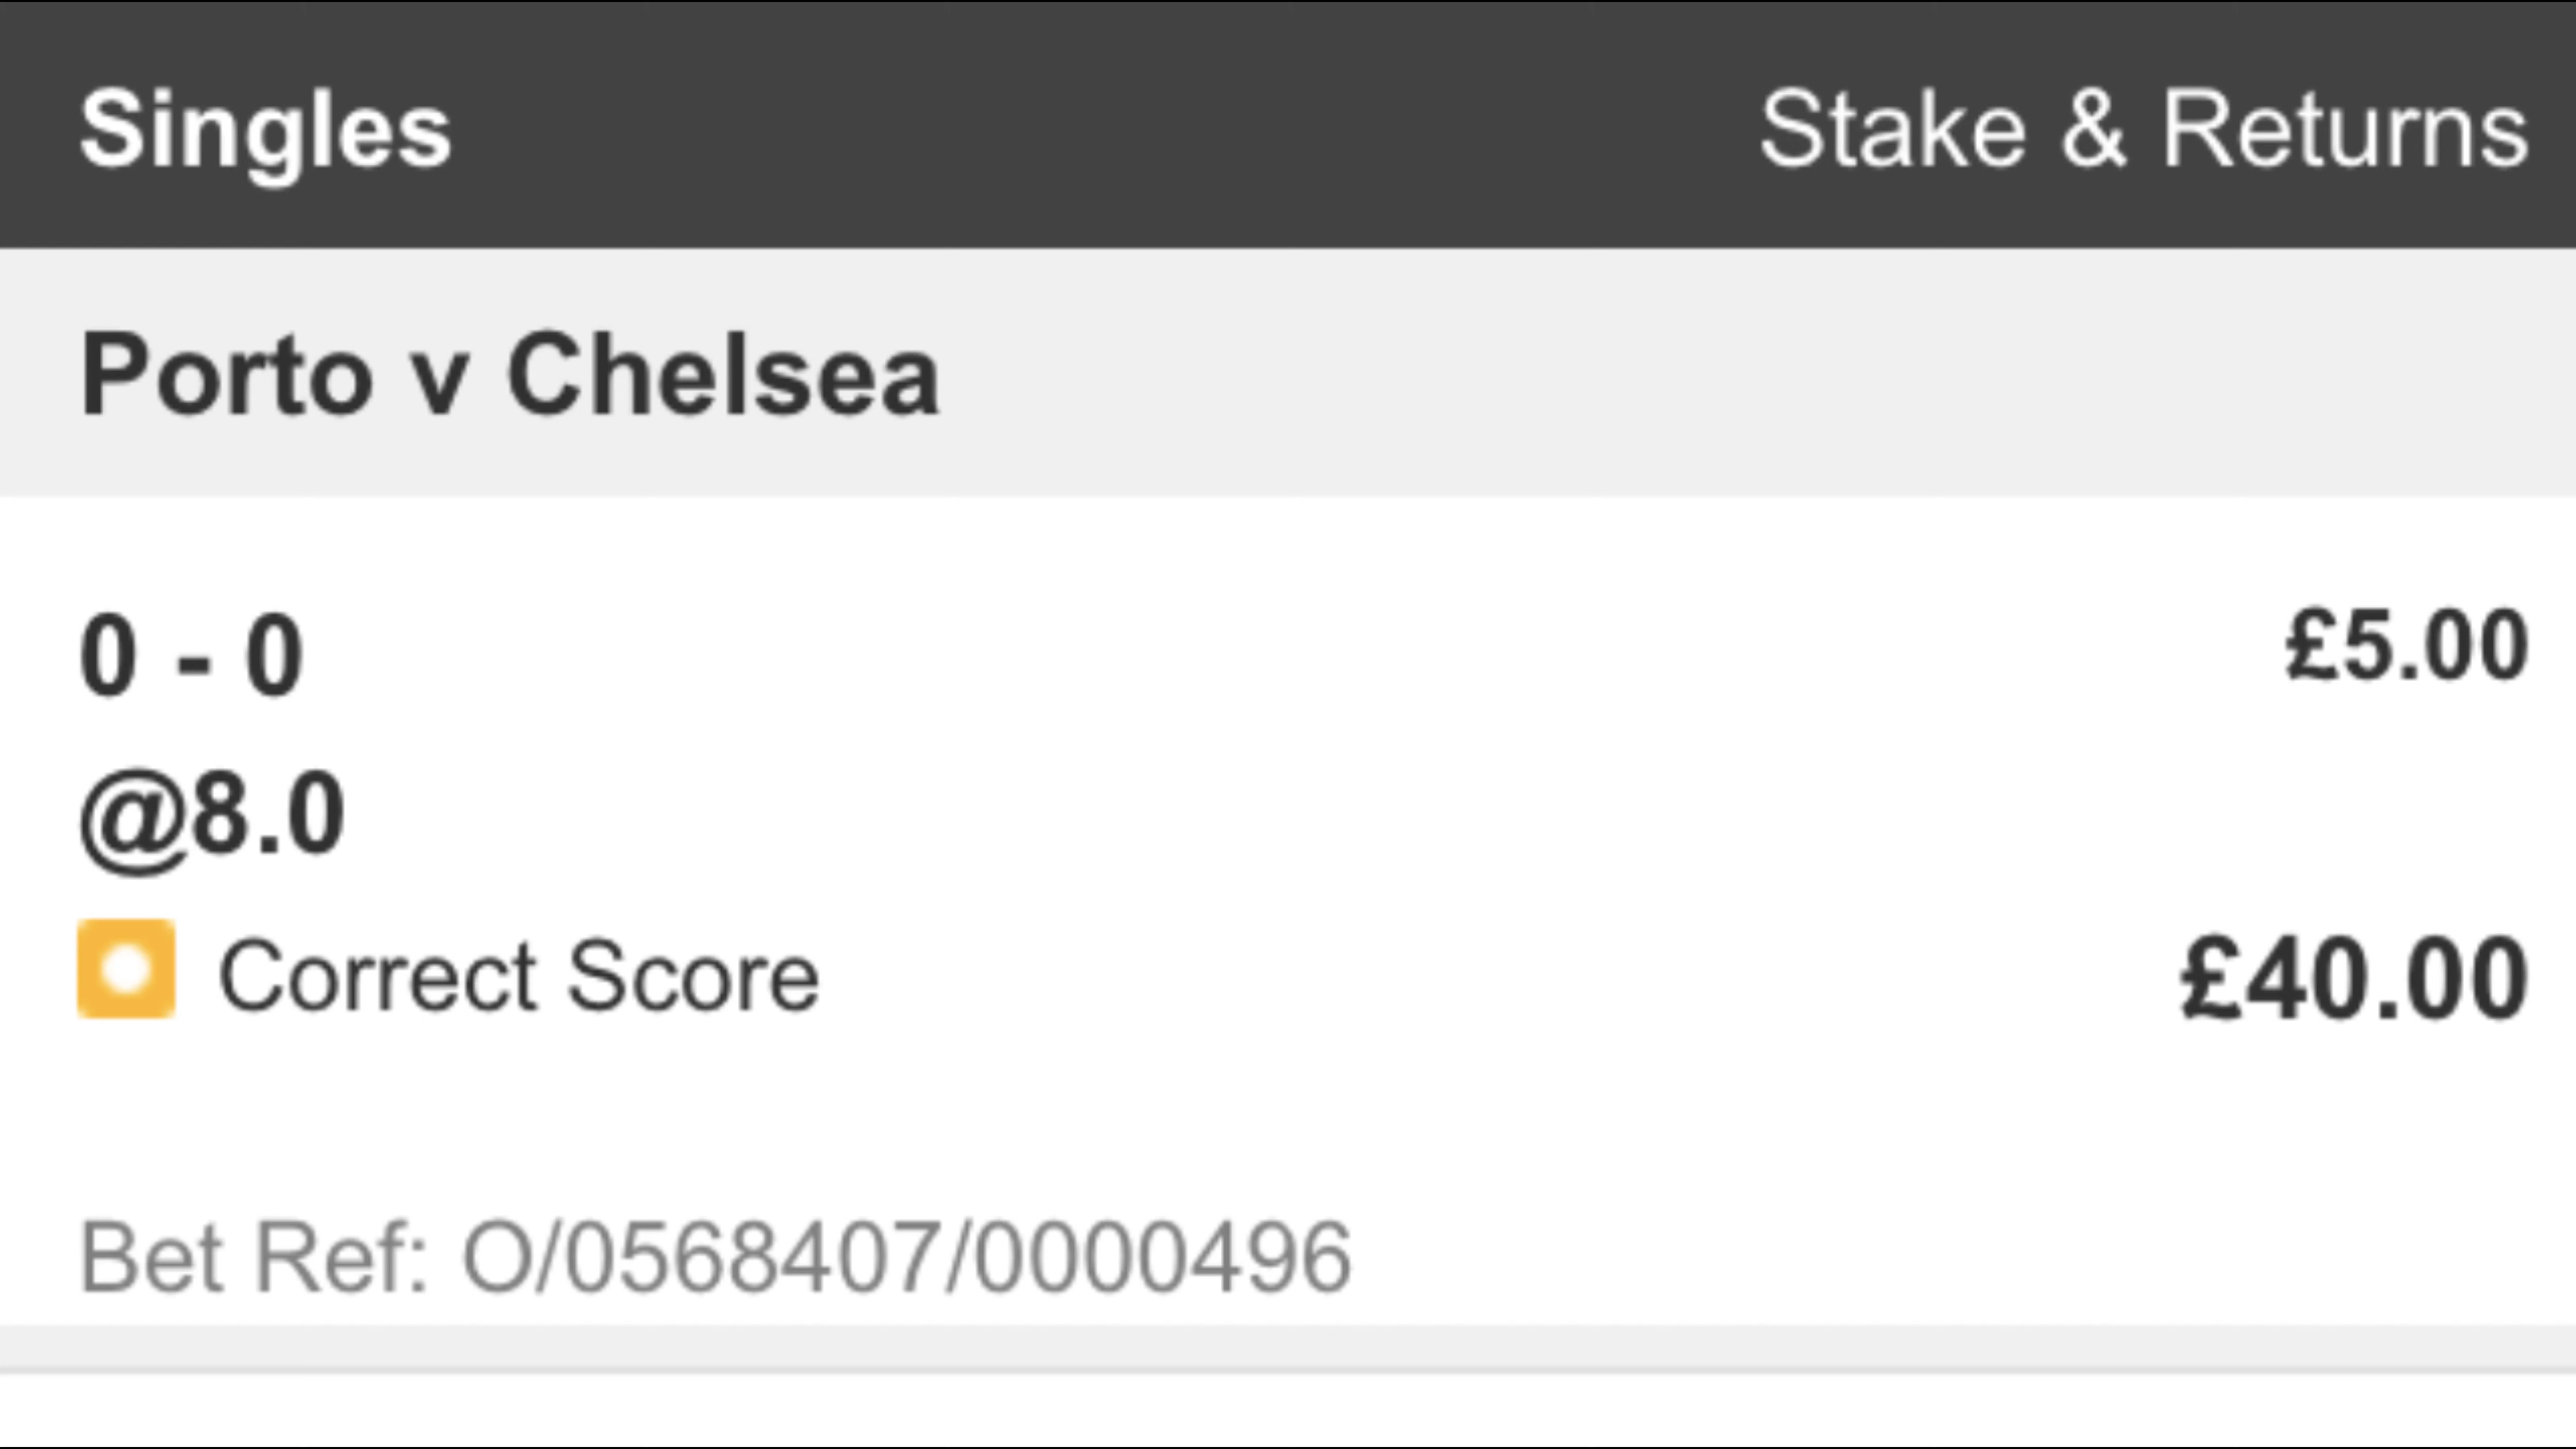 Singles Stake & Returns
Porto v Chelsea
0 - 0 £5.00
@8.0
Correct Score £40.00
Bet Ref: O/0568407/0000496